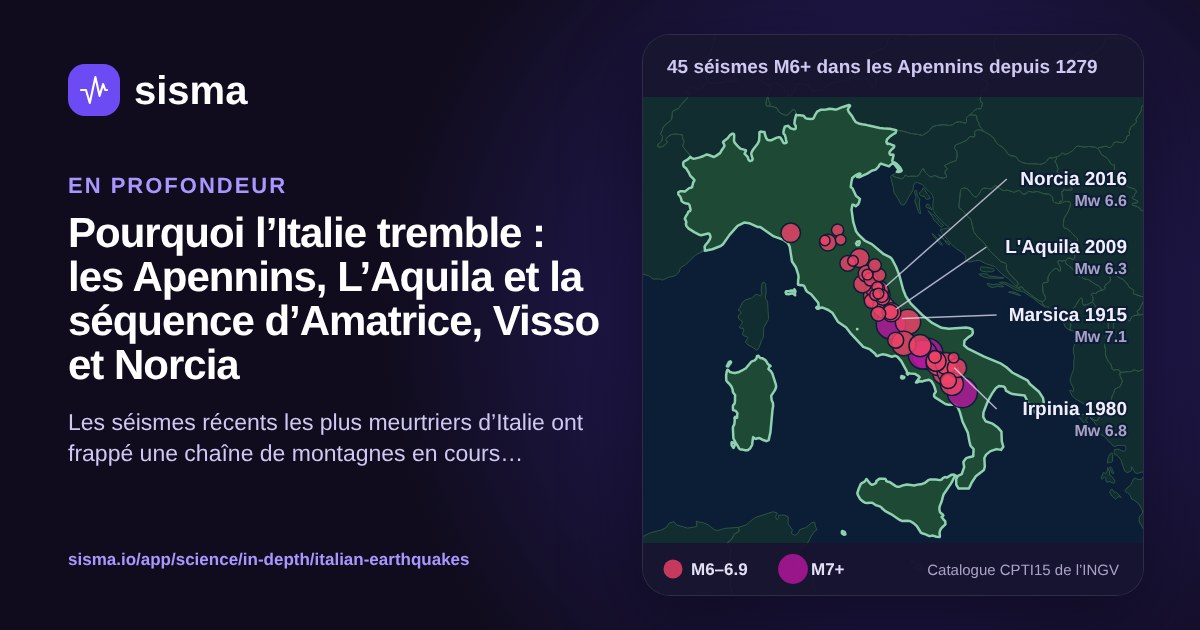 sisma
EN PROFONDEUR
Pourquoi l’Italie tremble :
les Apennins, L’Aquila et la
séquence d’Amatrice, Visso
et Norcia
Les séismes récents les plus meurtriers d’Italie ont
frappé une chaîne de montagnes en cours…
sisma.io/app/science/in-depth/italian-earthquakes
45 séismes M6+ dans les Apennins depuis 1279
Norcia 2016
Mw 6.6
L'Aquila 2009
Mw 6.3
Marsica 1915
Mw 7.1
Irpinia 1980
Mw 6.8
M6–6.9
M7+
Catalogue CPTI15 de l'INGV